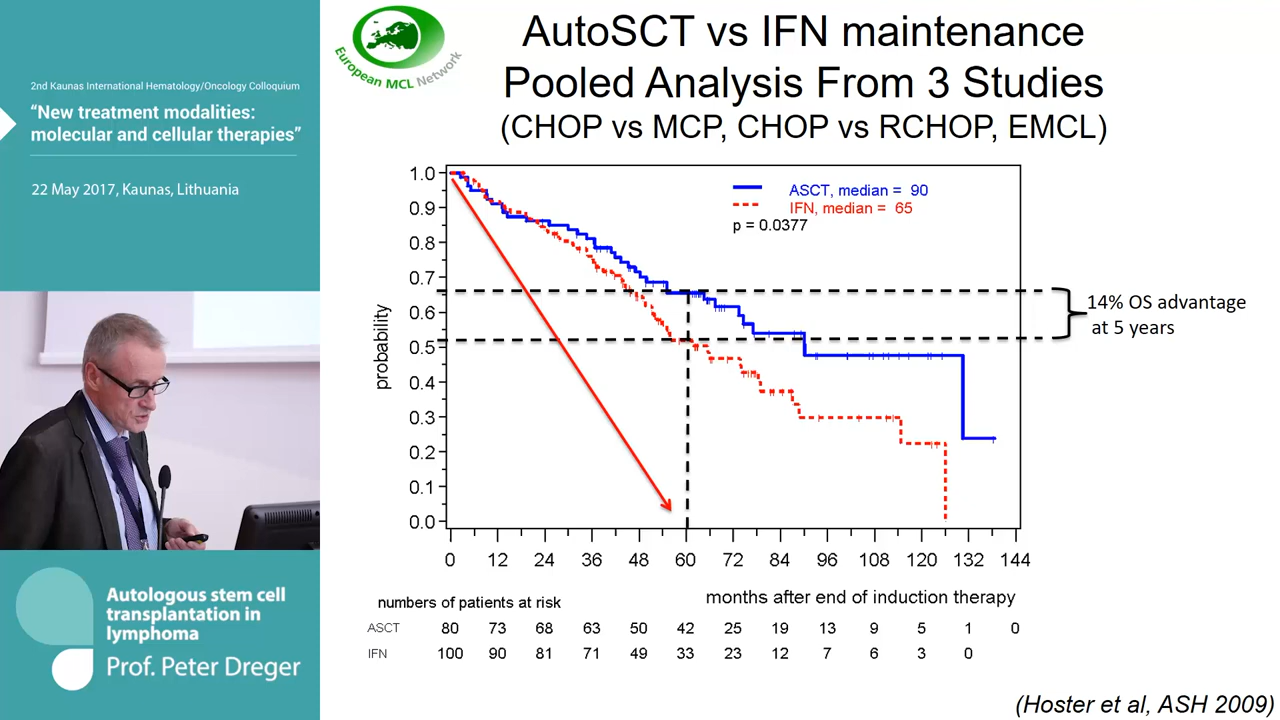 2nd Kaunas International Hematology/Oncology Colloquium
“New treatment modalities:
molecular and cellular therapies”
22 May 2017, Kaunas, Lithuania
Autologous stem cell
transplantation in
lymphoma
Prof. Peter Dreger
European MCL Network
AutoSCT vs IFN maintenance
Pooled Analysis From 3 Studies
(CHOP vs MCP, CHOP vs RCHOP, EMCL)
ASCT, median = 90
IFN, median = 65
p = 0.0377
probability
1.0
0.9
0.8
0.7
0.6
0.5
0.4
0.3
0.2
0.1
0.0
14% OS advantage
at 5 years
0 12 24 36 48 60 72 84 96 108 120 132 144
months after end of induction therapy
numbers of patients at risk
ASCT 80 73 68 63 50 42 25 19 13 9 5 1 0
IFN 100 90 81 71 49 33 23 12 7 6 3 0
(Hoster et al, ASH 2009)